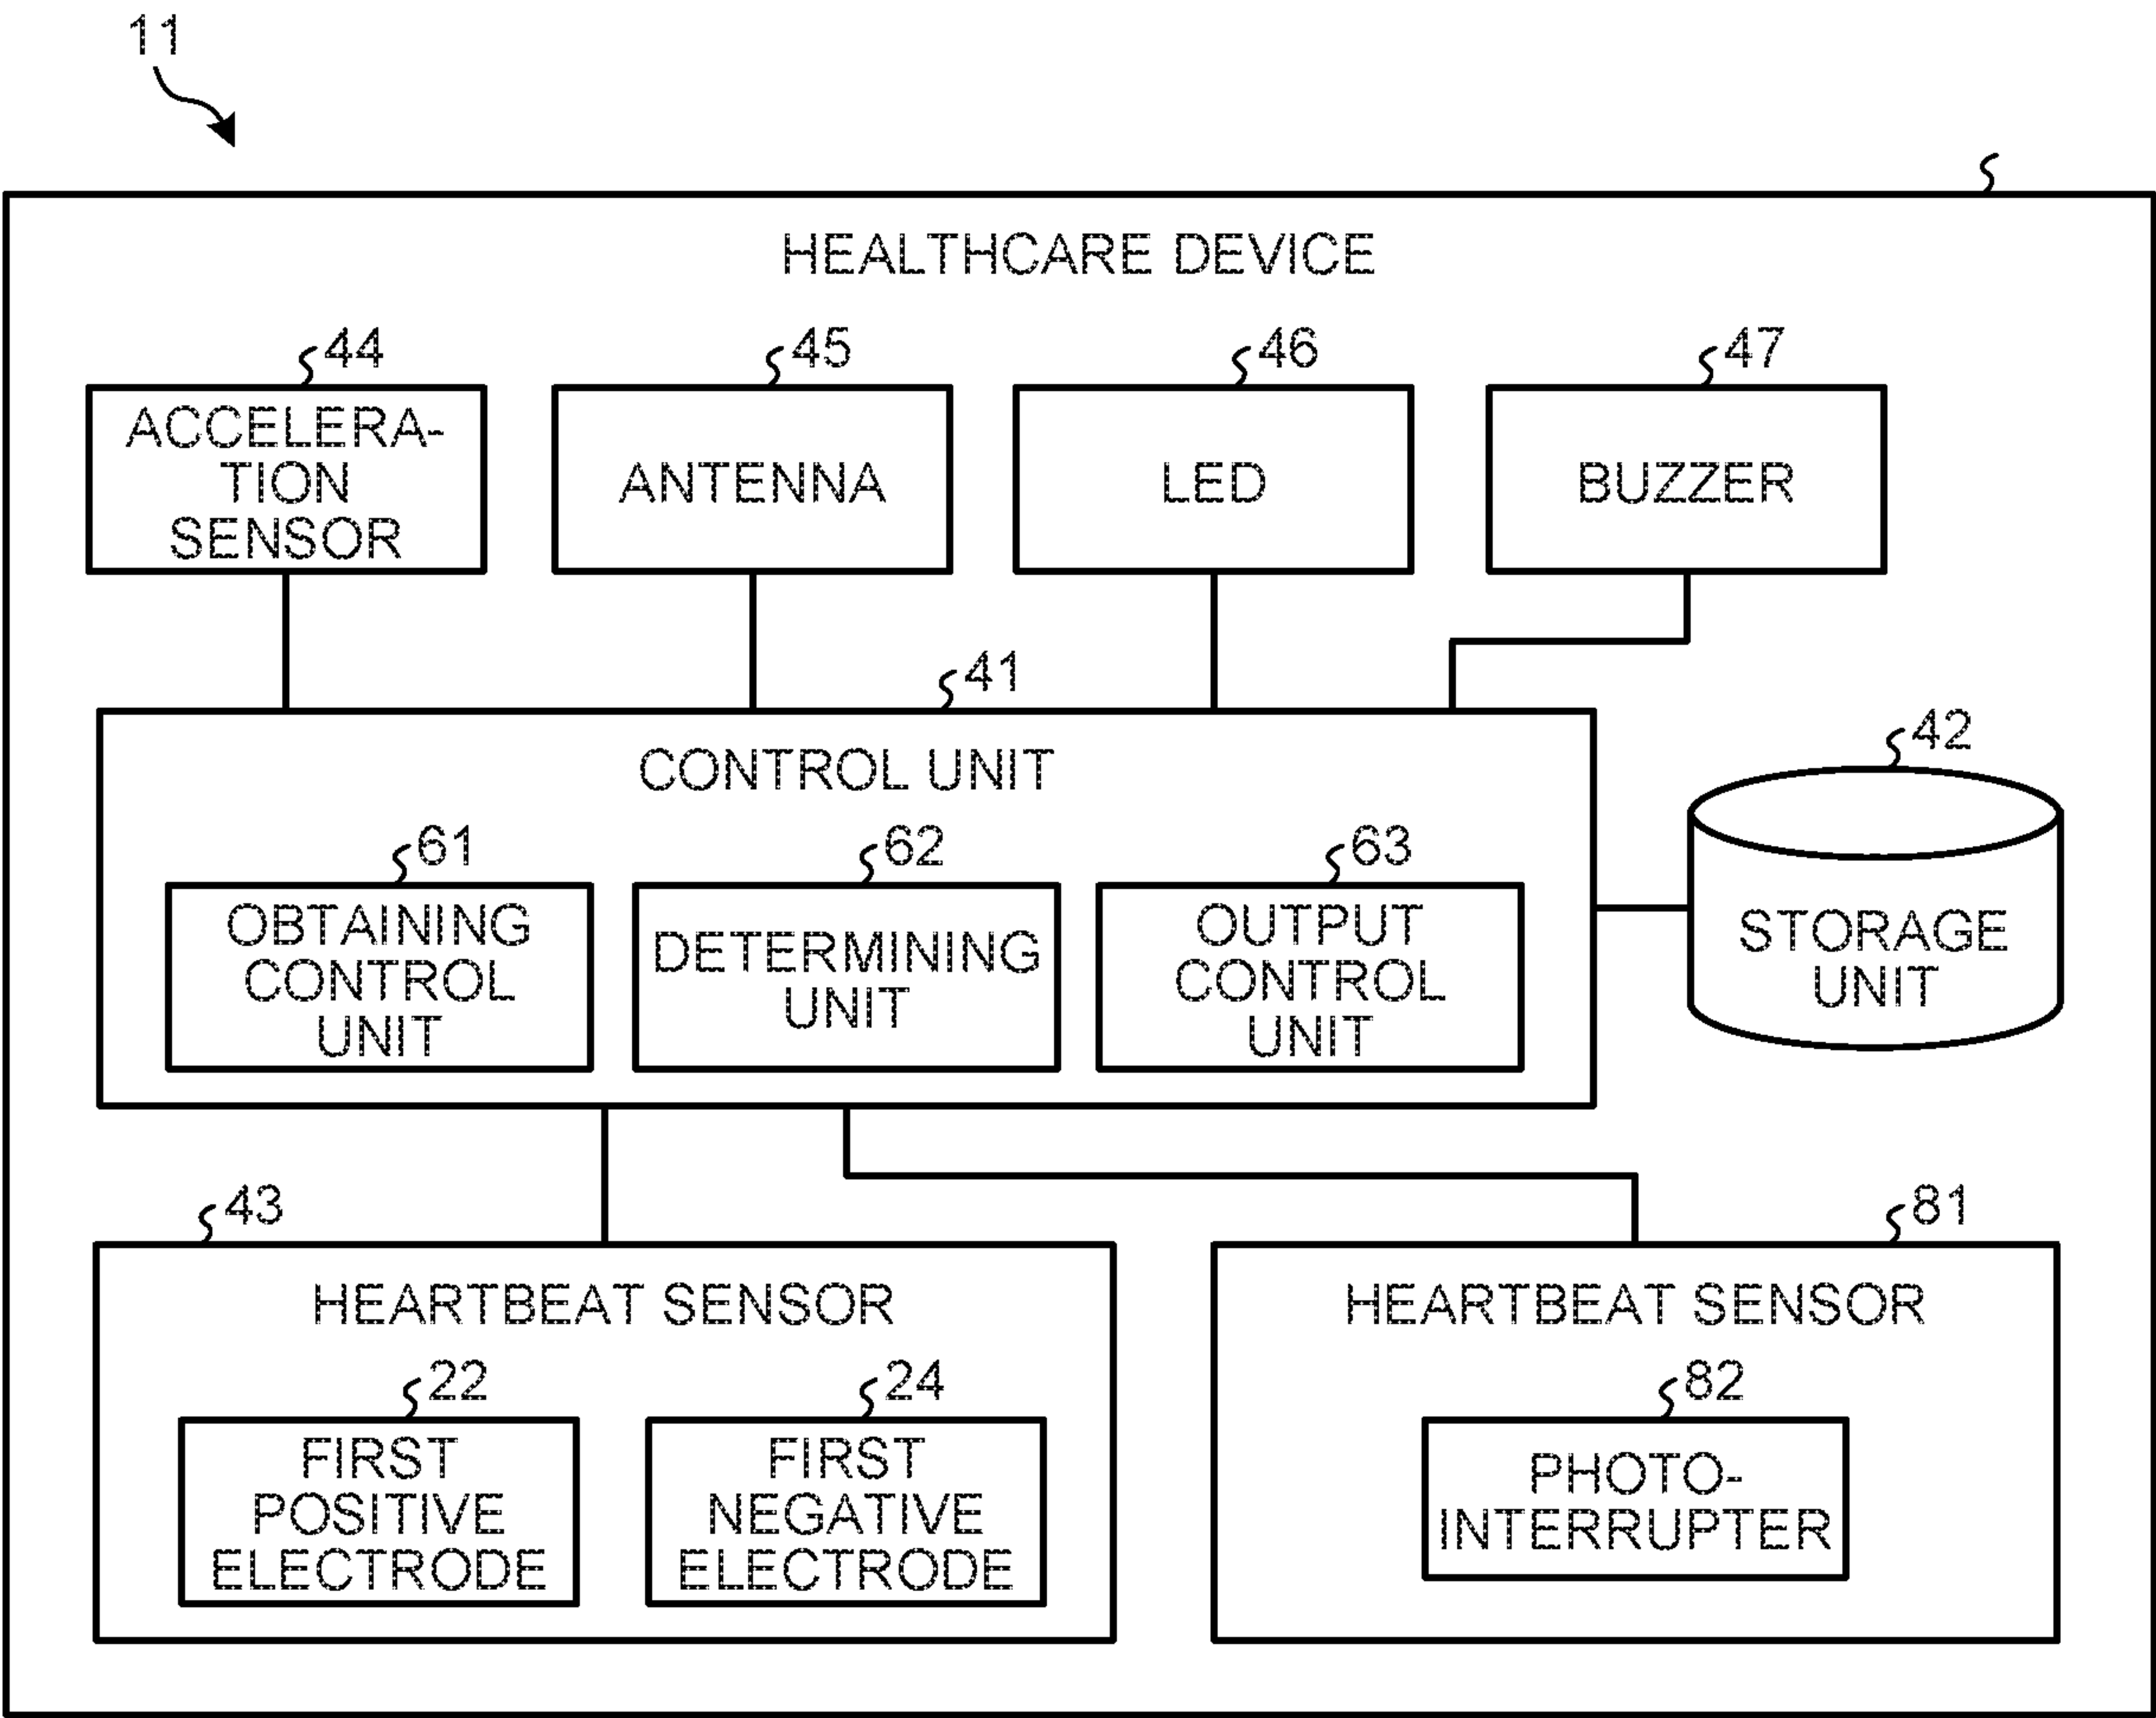 11
HEALTHCARE DEVICE
44
45
46
47
ACCELERA-
TION
SENSOR
ANTENNA
LED
BUZZER
41
CONTROL UNIT
42
61
62
63
OBTAINING
CONTROL
UNIT
DETERMINING
UNIT
OUTPUT
CONTROL
UNIT
STORAGE
UNIT
43
81
HEARTBEAT SENSOR
HEARTBEAT SENSOR
22
24
82
FIRST
POSITIVE
ELECTRODE
FIRST
NEGATIVE
ELECTRODE
PHOTO-
INTERRUPTER